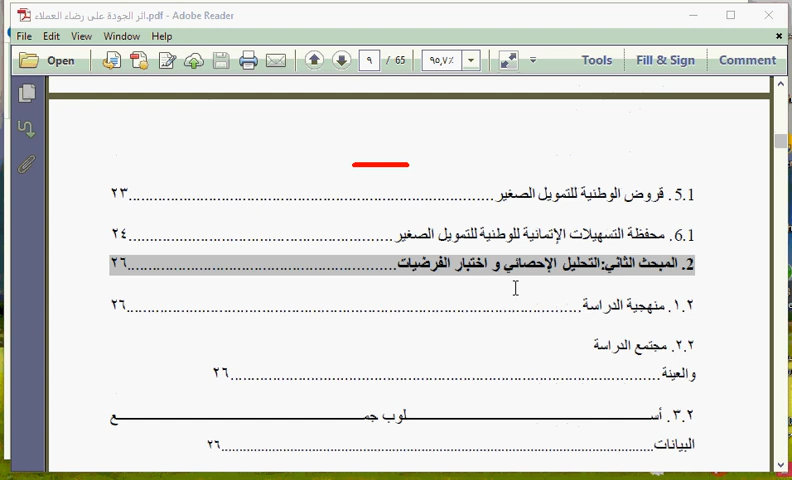 اثر الجودة على رضاء العملاء.pdf - Adobe Reader
File Edit View Window Help
Open ٩ / 65 ٩٥,٧٪ Tools Fill & Sign Comment
5.1. قروض الوطنية للتمويل الصغير................................................................٢٣
6.1. محفظة التسهيلات الإئتمانية للوطنية للتمويل الصغير.............................................٢٤
2. المبحث الثاني:التحليل الإحصائي و اختبار الفرضيات..............................................٢٦
١.٢. منهجية الدراسة................................................................................٢٦
٢.٢. مجتمع الدراسة
والعينة.........................................................................٢٦
٣.٢. أســـــــــــــــــــــــــــــــــلوب جمـــــــــــــــــــــــــــــــــع
البيانات.........................................................................٢٦